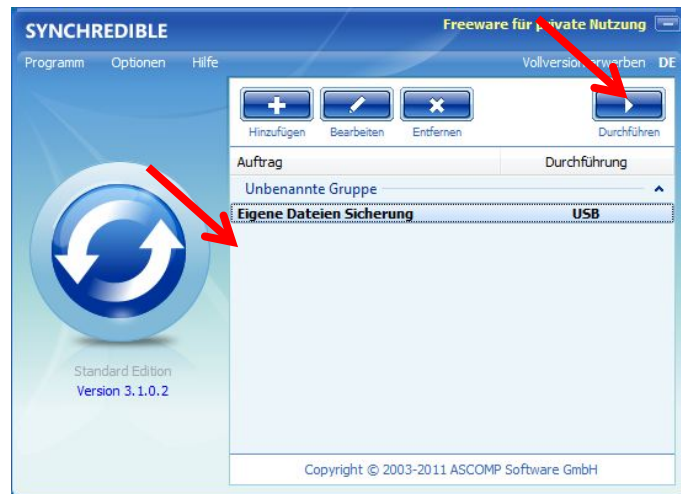 SYNCHREDIBLE
Freeware für private Nutzung
Programm Optionen Hilfe
Vollversion erwerben DE
Hinzufügen Bearbeiten Entfernen Durchführen
Auftrag Durchführung
Unbenannte Gruppe
Eigene Dateien Sicherung USB
Standard Edition
Version 3.1.0.2
Copyright © 2003-2011 ASCOMP Software GmbH